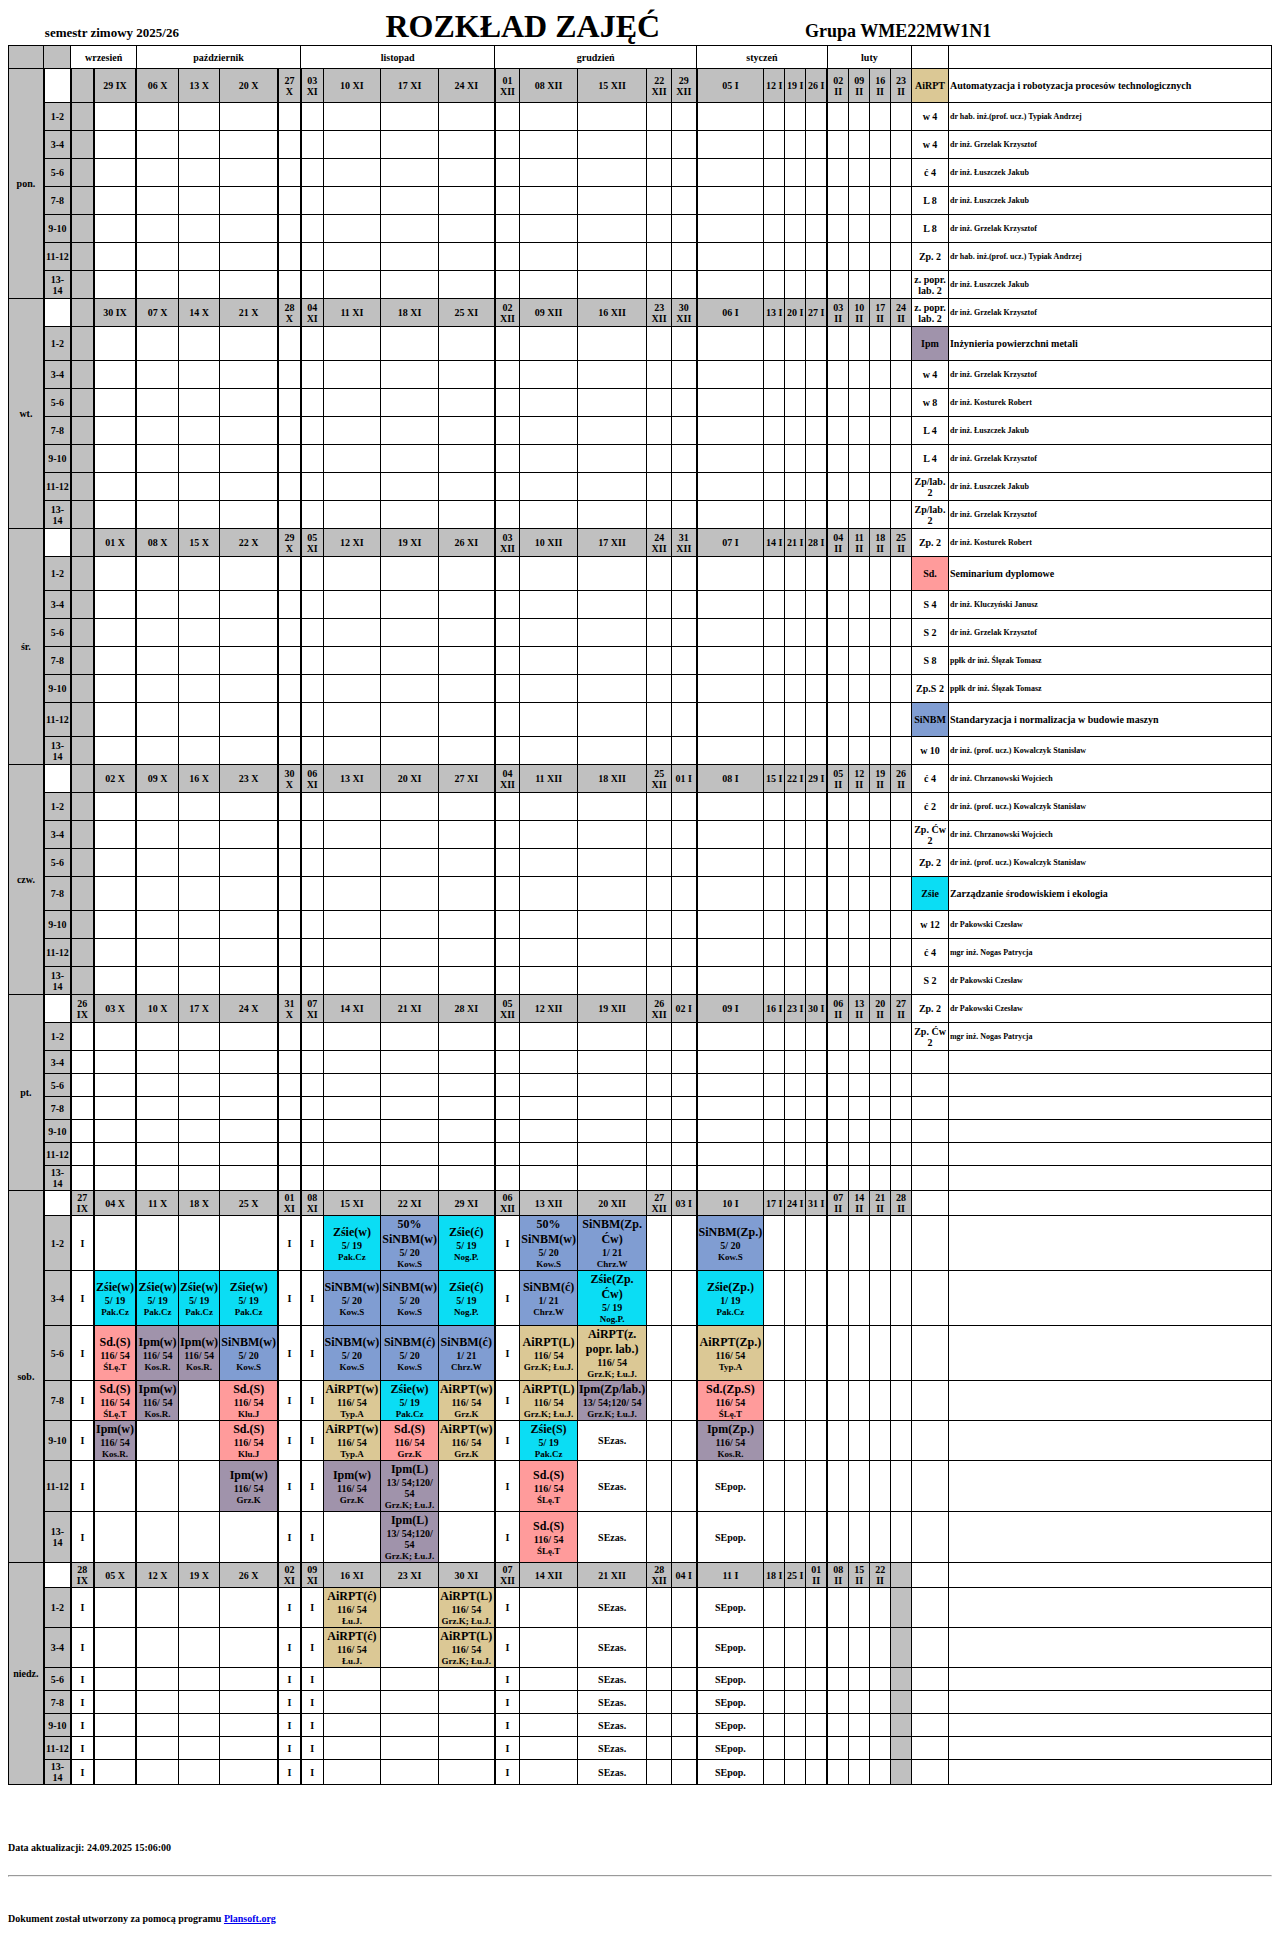 semestr zimowy 2025/26 ROZKŁAD ZAJĘĆ Grupa WME22MW1N1
wrzesień październik listopad grudzień styczeń luty
pon.
29 IX 06 X 13 X 20 X 27 X 03 XI 10 XI 17 XI 24 XI 01 XII 08 XII 15 XII 22 XII 29 XII 05 I 12 I 19 I 26 I 02 II 09 II 16 II 23 II AiRPT Automatyzacja i robotyzacja procesów technologicznych
1-2 w 4 dr hab. inż.(prof. ucz.) Typiak Andrzej
3-4 w 4 dr inż. Grzelak Krzysztof
5-6 ć 4 dr inż. Łuszczek Jakub
7-8 L 8 dr inż. Łuszczek Jakub
9-10 L 8 dr inż. Grzelak Krzysztof
11-12 Zp. 2 dr hab. inż.(prof. ucz.) Typiak Andrzej
13-14 z. popr. lab. 2 dr inż. Łuszczek Jakub
wt.
30 IX 07 X 14 X 21 X 28 X 04 XI 11 XI 18 XI 25 XI 02 XII 09 XII 16 XII 23 XII 30 XII 06 I 13 I 20 I 27 I 03 II 10 II 17 II 24 II z. popr. lab. 2 dr inż. Grzelak Krzysztof
1-2 Ipm Inżynieria powierzchni metali
3-4 w 4 dr inż. Grzelak Krzysztof
5-6 w 8 dr inż. Kosturek Robert
7-8 L 4 dr inż. Łuszczek Jakub
9-10 L 4 dr inż. Grzelak Krzysztof
11-12 Zp/lab. 2 dr inż. Łuszczek Jakub
13-14 Zp/lab. 2 dr inż. Grzelak Krzysztof
śr.
01 X 08 X 15 X 22 X 29 X 05 XI 12 XI 19 XI 26 XI 03 XII 10 XII 17 XII 24 XII 31 XII 07 I 14 I 21 I 28 I 04 II 11 II 18 II 25 II Zp. 2 dr inż. Kosturek Robert
1-2 Sd. Seminarium dyplomowe
3-4 S 4 dr inż. Kluczyński Janusz
5-6 S 2 dr inż. Grzelak Krzysztof
7-8 S 8 ppłk dr inż. Ślęzak Tomasz
9-10 Zp.S 2 ppłk dr inż. Ślęzak Tomasz
11-12 SiNBM Standaryzacja i normalizacja w budowie maszyn
13-14 w 10 dr inż. (prof. ucz.) Kowalczyk Stanisław
czw.
02 X 09 X 16 X 23 X 30 X 06 XI 13 XI 20 XI 27 XI 04 XII 11 XII 18 XII 25 XII 01 I 08 I 15 I 22 I 29 I 05 II 12 II 19 II 26 II ć 4 dr inż. Chrzanowski Wojciech
1-2 ć 2 dr inż. (prof. ucz.) Kowalczyk Stanisław
3-4 Zp. Ćw 2 dr inż. Chrzanowski Wojciech
5-6 Zp. 2 dr inż. (prof. ucz.) Kowalczyk Stanisław
7-8 Zśie Zarządzanie środowiskiem i ekologia
9-10 w 12 dr Pakowski Czesław
11-12 ć 4 mgr inż. Nogas Patrycja
13-14 S 2 dr Pakowski Czesław
pt.
26 IX 03 X 10 X 17 X 24 X 31 X 07 XI 14 XI 21 XI 28 XI 05 XII 12 XII 19 XII 26 XII 02 I 09 I 16 I 23 I 30 I 06 II 13 II 20 II 27 II Zp. 2 dr Pakowski Czesław
1-2 Zp. Ćw 2 mgr inż. Nogas Patrycja
3-4
5-6
7-8
9-10
11-12
13-14
sob.
27 IX 04 X 11 X 18 X 25 X 01 XI 08 XI 15 XI 22 XI 29 XI 06 XII 13 XII 20 XII 27 XII 03 I 10 I 17 I 24 I 31 I 07 II 14 II 21 II 28 II
1-2 I I I Zśie(w) 5/ 19 Pak.Cz 50% SiNBM(w) 5/ 20 Kow.S Zśie(ć) 5/ 19 Nog.P. I 50% SiNBM(w) 5/ 20 Kow.S SiNBM(Zp. Ćw) 1/ 21 Chrz.W SiNBM(Zp.) 5/ 20 Kow.S
3-4 I Zśie(w) 5/ 19 Pak.Cz Zśie(w) 5/ 19 Pak.Cz Zśie(w) 5/ 19 Pak.Cz Zśie(w) 5/ 19 Pak.Cz I I SiNBM(w) 5/ 20 Kow.S SiNBM(w) 5/ 20 Kow.S Zśie(ć) 5/ 19 Nog.P. I SiNBM(ć) 1/ 21 Chrz.W Zśie(Zp. Ćw) 5/ 19 Nog.P. Zśie(Zp.) 1/ 19 Pak.Cz
5-6 I Sd.(S) 116/ 54 ŚLę.T Ipm(w) 116/ 54 Kos.R. Ipm(w) 116/ 54 Kos.R. SiNBM(w) 5/ 20 Kow.S I I SiNBM(w) 5/ 20 Kow.S SiNBM(ć) 5/ 20 Kow.S SiNBM(ć) 1/ 21 Chrz.W I AiRPT(L) 116/ 54 Grz.K; Łu.J. AiRPT(z. popr. lab.) 116/ 54 Grz.K; Łu.J. AiRPT(Zp.) 116/ 54 Typ.A
7-8 I Sd.(S) 116/ 54 ŚLę.T Ipm(w) 116/ 54 Kos.R. Sd.(S) 116/ 54 Klu.J I I AiRPT(w) 116/ 54 Typ.A Zśie(w) 5/ 19 Pak.Cz AiRPT(w) 116/ 54 Grz.K I AiRPT(L) 116/ 54 Grz.K; Łu.J. Ipm(Zp/lab.) 13/ 54;120/ 54 Grz.K; Łu.J. Sd.(Zp.S) 116/ 54 ŚLę.T
9-10 I Ipm(w) 116/ 54 Kos.R. Sd.(S) 116/ 54 Klu.J I I AiRPT(w) 116/ 54 Typ.A Sd.(S) 116/ 54 Grz.K AiRPT(w) 116/ 54 Grz.K I Zśie(S) 5/ 19 Pak.Cz SEzas. Ipm(Zp.) 116/ 54 Kos.R.
11-12 I Ipm(w) 116/ 54 Grz.K I I Ipm(w) 116/ 54 Grz.K Ipm(L) 13/ 54;120/ 54 Grz.K; Łu.J. I Sd.(S) 116/ 54 ŚLę.T SEzas. SEpop.
13-14 I I I Ipm(L) 13/ 54;120/ 54 Grz.K; Łu.J. I Sd.(S) 116/ 54 ŚLę.T SEzas. SEpop.
niedz.
28 IX 05 X 12 X 19 X 26 X 02 XI 09 XI 16 XI 23 XI 30 XI 07 XII 14 XII 21 XII 28 XII 04 I 11 I 18 I 25 I 01 II 08 II 15 II 22 II
1-2 I I I AiRPT(ć) 116/ 54 Łu.J. AiRPT(L) 116/ 54 Grz.K; Łu.J. I SEzas. SEpop.
3-4 I I I AiRPT(ć) 116/ 54 Łu.J. AiRPT(L) 116/ 54 Grz.K; Łu.J. I SEzas. SEpop.
5-6 I I I I SEzas. SEpop.
7-8 I I I I SEzas. SEpop.
9-10 I I I I SEzas. SEpop.
11-12 I I I I SEzas. SEpop.
13-14 I I I I SEzas. SEpop.
Data aktualizacji: 24.09.2025 15:06:00
Dokument został utworzony za pomocą programu Plansoft.org